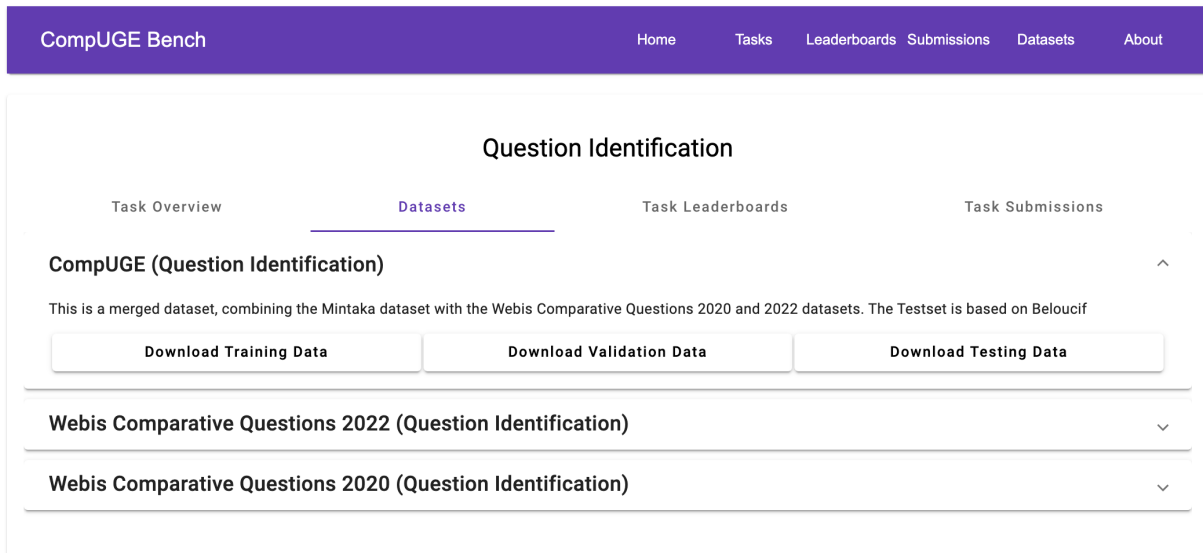 CompUGE Bench
Home Tasks Leaderboards Submissions Datasets About
Question Identification
Task Overview Datasets Task Leaderboards Task Submissions
CompUGE (Question Identification)
This is a merged dataset, combining the Mintaka dataset with the Webis Comparative Questions 2020 and 2022 datasets. The Testset is based on Beloucif
Download Training Data Download Validation Data Download Testing Data
Webis Comparative Questions 2022 (Question Identification)
Webis Comparative Questions 2020 (Question Identification)